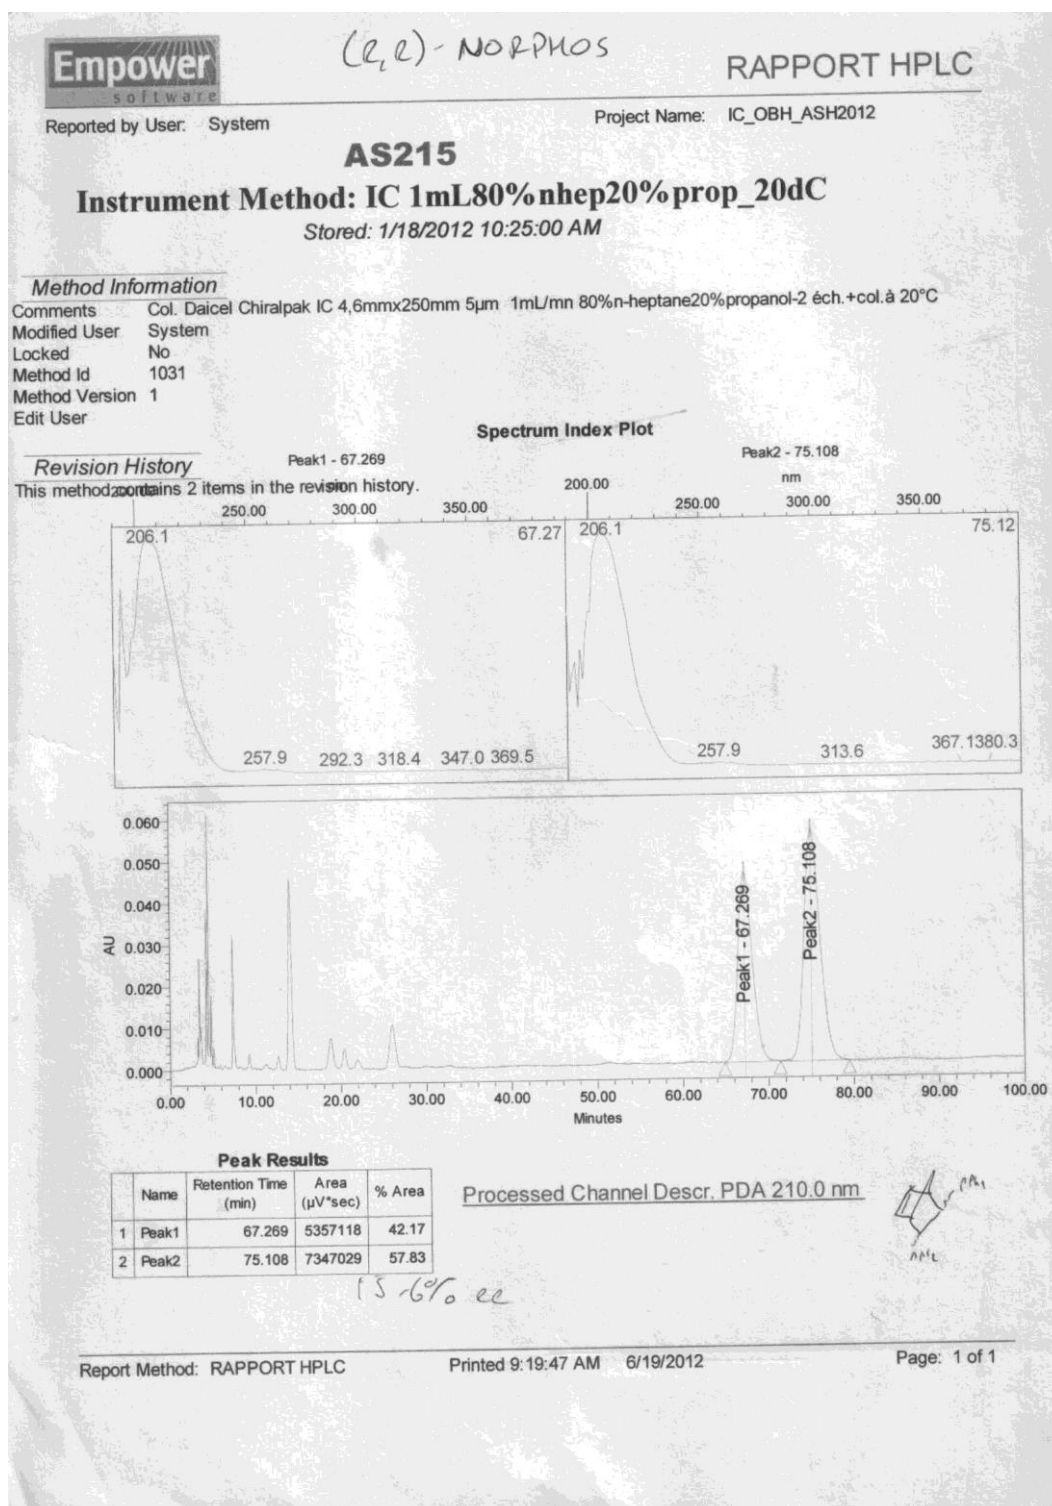 (R,R) - NORPHOS
Empower
software
RAPPORT HPLC
Reported by User: System
Project Name: IC_OBH_ASH2012
AS215
Instrument Method: IC 1mL80%nhep20%prop_20dC
Stored: 1/18/2012 10:25:00 AM
Method Information
Comments Col. Daicel Chiralpak IC 4,6mmx250mm 5µm 1mL/mn 80%n-heptane20%propanol-2 éch.+col.à 20°C
Modified User System
Locked No
Method Id 1031
Method Version 1
Edit User
Spectrum Index Plot
Revision History
This method contains 2 items in the revision history.
Peak1 - 67.269
Peak2 - 75.108
nm
250.00 300.00 350.00
200.00 250.00 300.00 350.00
206.1 67.27
206.1 75.12
257.9 292.3 318.4 347.0 369.5
257.9 313.6 367.1380.3
AU
0.060
0.050
0.040
0.030
0.020
0.010
0.000
Peak1 - 67.269
Peak2 - 75.108
0.00 10.00 20.00 30.00 40.00 50.00 60.00 70.00 80.00 90.00 100.00
Minutes
Peak Results
Name Retention Time (min) Area (µV*sec) % Area
1 Peak1 67.269 5357118 42.17
2 Peak2 75.108 7347029 57.83
Processed Channel Descr. PDA 210.0 nm
15.6% ee
Report Method: RAPPORT HPLC
Printed 9:19:47 AM 6/19/2012
Page: 1 of 1